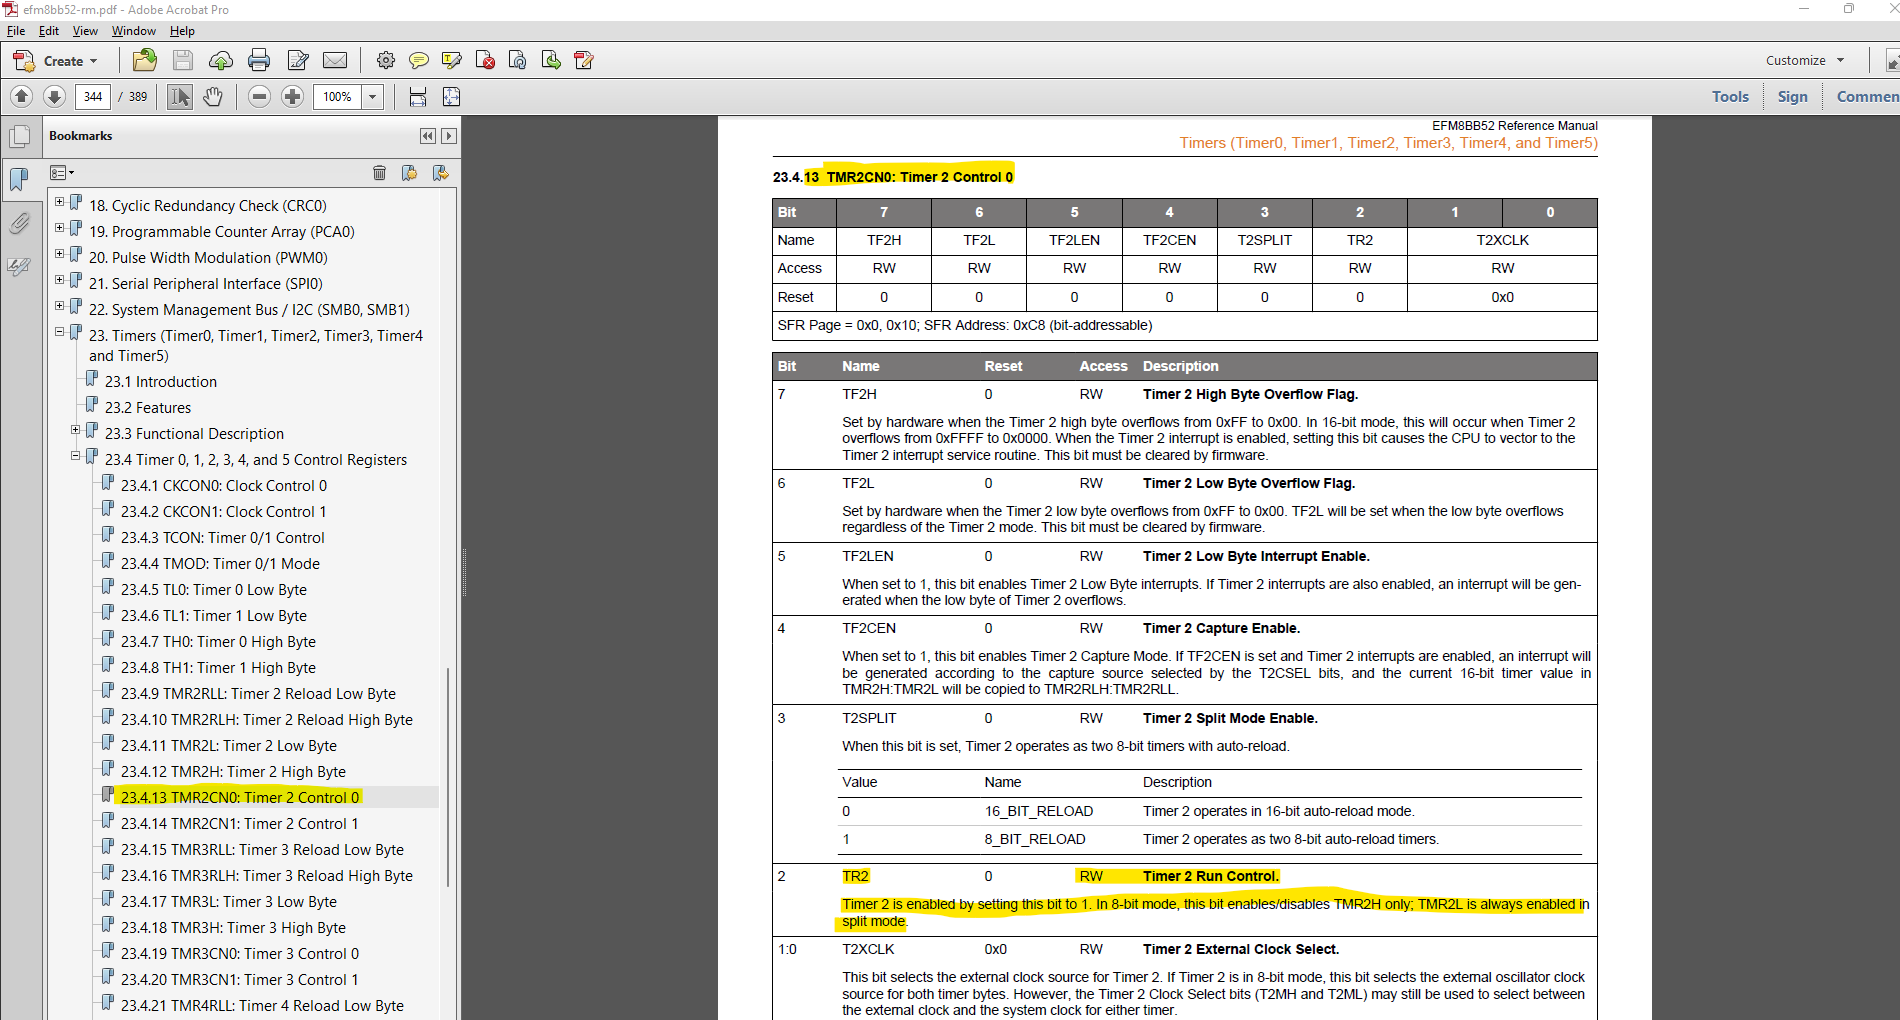 efm8bb52-rm.pdf - Adobe Acrobat Pro
File Edit View Window Help
Create
Customize
344 / 389
100%
Tools Sign Commen
Bookmarks
18. Cyclic Redundancy Check (CRC0)
19. Programmable Counter Array (PCA0)
20. Pulse Width Modulation (PWM0)
21. Serial Peripheral Interface (SPI0)
22. System Management Bus / I2C (SMB0, SMB1)
23. Timers (Timer0, Timer1, Timer2, Timer3, Timer4
and Timer5)
23.1 Introduction
23.2 Features
23.3 Functional Description
23.4 Timer 0, 1, 2, 3, 4, and 5 Control Registers
23.4.1 CKCON0: Clock Control 0
23.4.2 CKCON1: Clock Control 1
23.4.3 TCON: Timer 0/1 Control
23.4.4 TMOD: Timer 0/1 Mode
23.4.5 TL0: Timer 0 Low Byte
23.4.6 TL1: Timer 1 Low Byte
23.4.7 TH0: Timer 0 High Byte
23.4.8 TH1: Timer 1 High Byte
23.4.9 TMR2RLL: Timer 2 Reload Low Byte
23.4.10 TMR2RLH: Timer 2 Reload High Byte
23.4.11 TMR2L: Timer 2 Low Byte
23.4.12 TMR2H: Timer 2 High Byte
23.4.13 TMR2CN0: Timer 2 Control 0
23.4.14 TMR2CN1: Timer 2 Control 1
23.4.15 TMR3RLL: Timer 3 Reload Low Byte
23.4.16 TMR3RLH: Timer 3 Reload High Byte
23.4.17 TMR3L: Timer 3 Low Byte
23.4.18 TMR3H: Timer 3 High Byte
23.4.19 TMR3CN0: Timer 3 Control 0
23.4.20 TMR3CN1: Timer 3 Control 1
23.4.21 TMR4RLL: Timer 4 Reload Low Byte
EFM8BB52 Reference Manual
Timers (Timer0, Timer1, Timer2, Timer3, Timer4, and Timer5)
23.4.13 TMR2CN0: Timer 2 Control 0
Bit 7 6 5 4 3 2 1 0
Name TF2H TF2L TF2LEN TF2CEN T2SPLIT TR2 T2XCLK
Access RW RW RW RW RW RW RW
Reset 0 0 0 0 0 0 0x0
SFR Page = 0x0, 0x10; SFR Address: 0xC8 (bit-addressable)
Bit Name Reset Access Description
7 TF2H 0 RW Timer 2 High Byte Overflow Flag.
Set by hardware when the Timer 2 high byte overflows from 0xFF to 0x00. In 16-bit mode, this will occur when Timer 2
overflows from 0xFFFF to 0x0000. When the Timer 2 interrupt is enabled, setting this bit causes the CPU to vector to the
Timer 2 interrupt service routine. This bit must be cleared by firmware.
6 TF2L 0 RW Timer 2 Low Byte Overflow Flag.
Set by hardware when the Timer 2 low byte overflows from 0xFF to 0x00. TF2L will be set when the low byte overflows
regardless of the Timer 2 mode. This bit must be cleared by firmware.
5 TF2LEN 0 RW Timer 2 Low Byte Interrupt Enable.
When set to 1, this bit enables Timer 2 Low Byte interrupts. If Timer 2 interrupts are also enabled, an interrupt will be gen-
erated when the low byte of Timer 2 overflows.
4 TF2CEN 0 RW Timer 2 Capture Enable.
When set to 1, this bit enables Timer 2 Capture Mode. If TF2CEN is set and Timer 2 interrupts are enabled, an interrupt will
be generated according to the capture source selected by the T2CSEL bits, and the current 16-bit timer value in
TMR2H:TMR2L will be copied to TMR2RLH:TMR2RLL.
3 T2SPLIT 0 RW Timer 2 Split Mode Enable.
When this bit is set, Timer 2 operates as two 8-bit timers with auto-reload.
Value Name Description
0 16_BIT_RELOAD Timer 2 operates in 16-bit auto-reload mode.
1 8_BIT_RELOAD Timer 2 operates as two 8-bit auto-reload timers.
2 TR2 0 RW Timer 2 Run Control.
Timer 2 is enabled by setting this bit to 1. In 8-bit mode, this bit enables/disables TMR2H only; TMR2L is always enabled in
split mode.
1:0 T2XCLK 0x0 RW Timer 2 External Clock Select.
This bit selects the external clock source for Timer 2. If Timer 2 is in 8-bit mode, this bit selects the external oscillator clock
source for both timer bytes. However, the Timer 2 Clock Select bits (T2MH and T2ML) may still be used to select between
the external clock and the system clock for either timer.